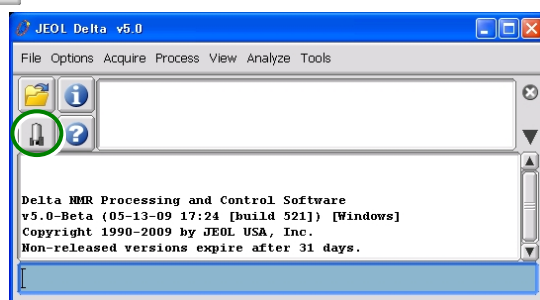 JEOL Delta v5.0
File Options Acquire Process View Analyze Tools
Delta NMR Processing and Control Software
v5.0-Beta (05-13-09 17:24 [build 521]) [Windows]
Copyright 1990-2009 by JEOL USA, Inc.
Non-released versions expire after 31 days.